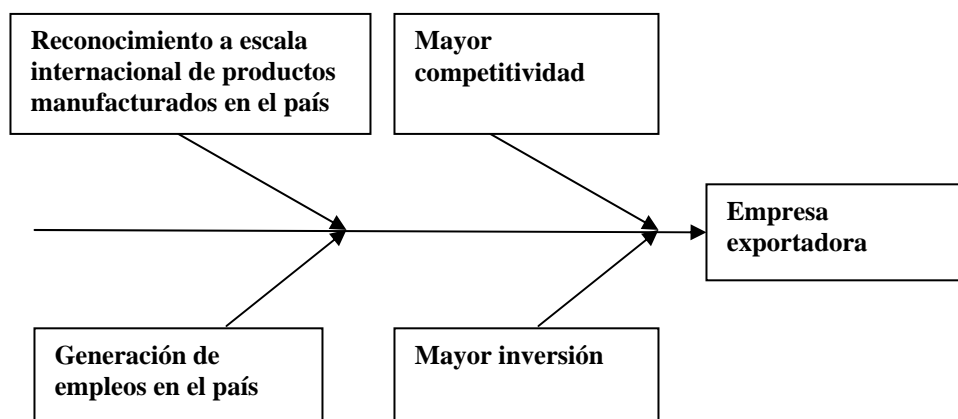 Reconocimiento a escala
internacional de productos
manufacturados en el país
Mayor
competitividad
Empresa
exportadora
Generación de
empleos en el país
Mayor inversión